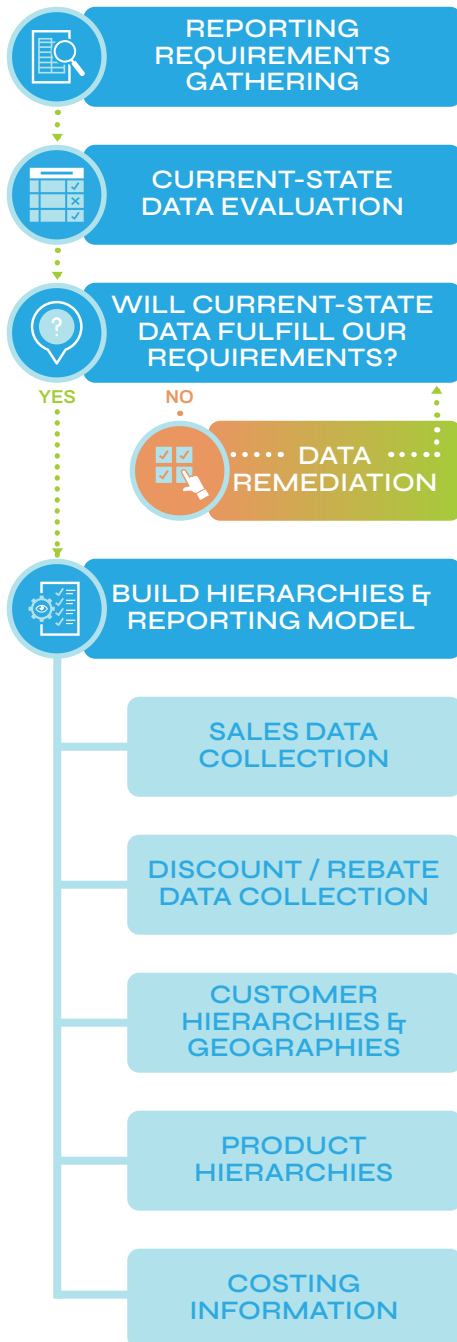 REPORTING
REQUIREMENTS
GATHERING
CURRENT-STATE
DATA EVALUATION
?
WILL CURRENT-STATE
DATA FULFILL OUR
REQUIREMENTS?
YES
NO
DATA
REMEDIATION
BUILD HIERARCHIES &
REPORTING MODEL
SALES DATA
COLLECTION
DISCOUNT / REBATE
DATA COLLECTION
CUSTOMER
HIERARCHIES &
GEOGRAPHIES
PRODUCT
HIERARCHIES
COSTING
INFORMATION